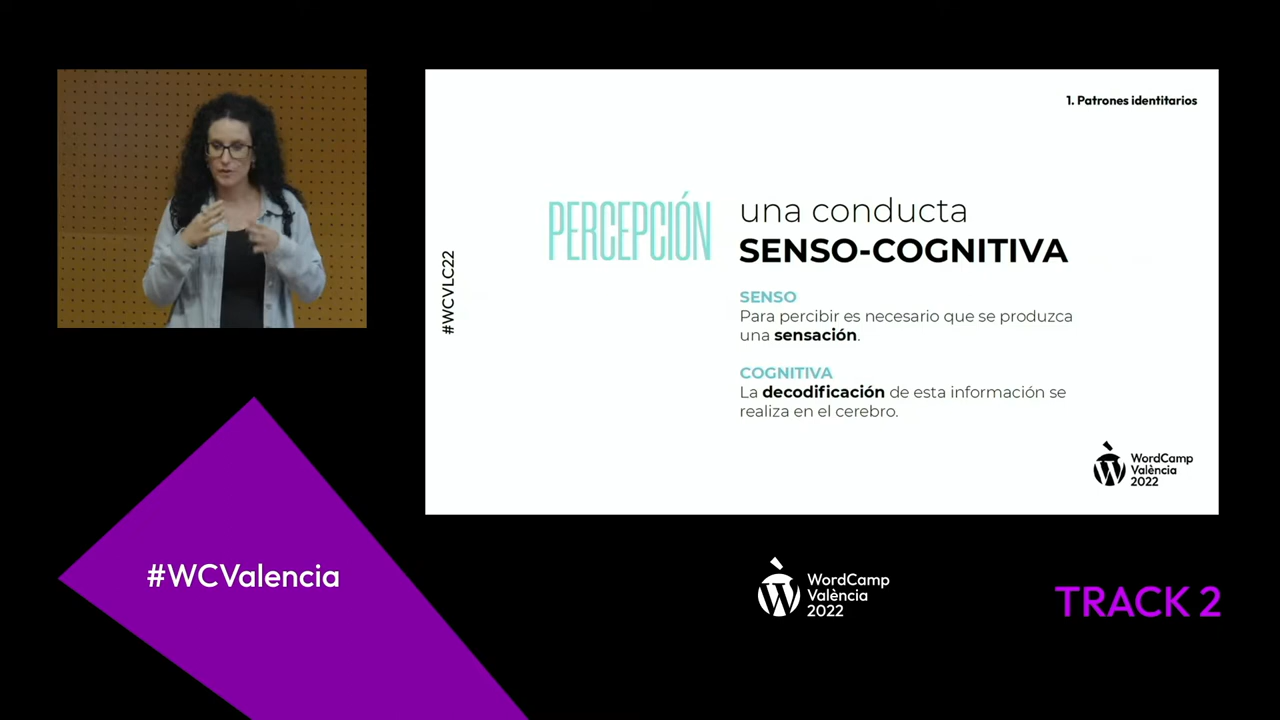 1. Patrones identitarios
PERCEPCIÓN
una conducta
SENSO-COGNITIVA
SENSO
Para percibir es necesario que se produzca
una sensación.
COGNITIVA
La decodificación de esta información se
realiza en el cerebro.
#WCVLC22
WordCamp
València
2022
#WCValencia
WordCamp
València
2022
TRACK 2